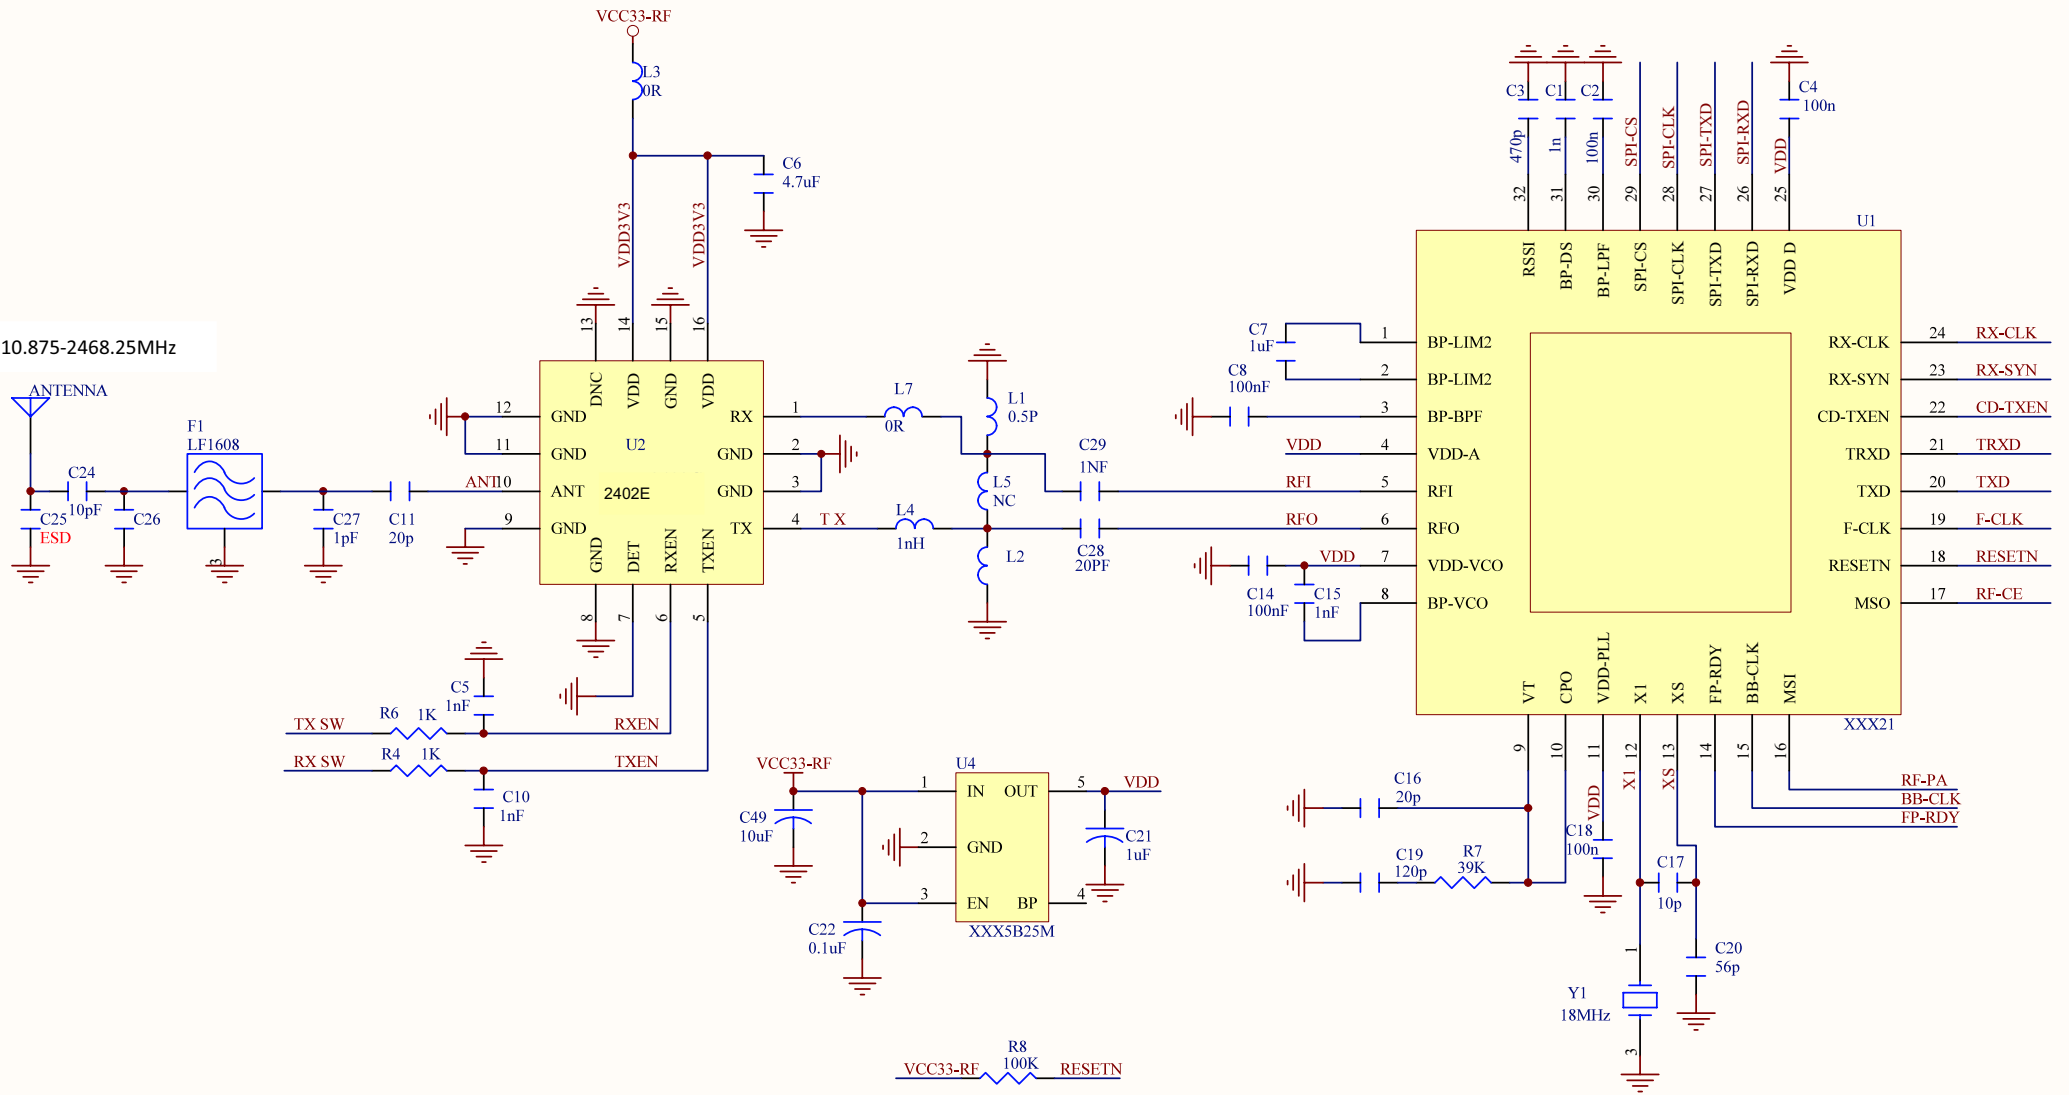 VCC33-RF
L3
0R
C6
4.7uF
VDD3V3
VDD3V3
10.875-2468.25MHz
ANTENNA
C24
10pF
C25
ESD
C26
F1
LF1608
3
C27
1pF
C11
20p
ANT
13
14
15
16
DNC
VDD
GND
VDD
12
GND
11
GND
10
ANT
9
GND
U2
2402E
RX
1
GND
2
GND
3
TX
4
GND
DET
RXEN
TXEN
8
7
6
5
T X
L7
0R
L1
0.5P
L5
NC
L4
1nH
L2
C29
1NF
C28
20PF
C5
1nF
TX SW
R6
1K
RXEN
RX SW
R4
1K
TXEN
C10
1nF
VCC33-RF
C49
10uF
C22
0.1uF
U4
1
IN
OUT
5
VDD
2
GND
3
EN
BP
4
XXX5B25M
C21
1uF
VCC33-RF
R8
100K
RESETN
C3
470p
C1
1n
C2
100n
SPI-CS
SPI-CLK
SPI-TXD
SPI-RXD
VDD
C4
100n
32
31
30
29
28
27
26
25
U1
RSSI
BP-DS
BP-LPF
SPI-CS
SPI-CLK
SPI-TXD
SPI-RXD
VDD D
C7
1uF
C8
100nF
VDD
RFI
RFO
VDD
C14
100nF
C15
1nF
1
BP-LIM2
2
BP-LIM2
3
BP-BPF
4
VDD-A
5
RFI
6
RFO
7
VDD-VCO
8
BP-VCO
RX-CLK
24
RX-CLK
RX-SYN
23
RX-SYN
CD-TXEN
22
CD-TXEN
TRXD
21
TRXD
TXD
20
TXD
F-CLK
19
F-CLK
RESETN
18
RESETN
MSO
17
RF-CE
VT
CPO
VDD-PLL
X1
XS
FP-RDY
BB-CLK
MSI
XXX21
9
10
11
12
13
14
15
16
VDD
X1
XS
RF-PA
BB-CLK
FP-RDY
C16
20p
C19
120p
R7
39K
C18
100n
C17
10p
C20
56p
1
Y1
18MHz
3